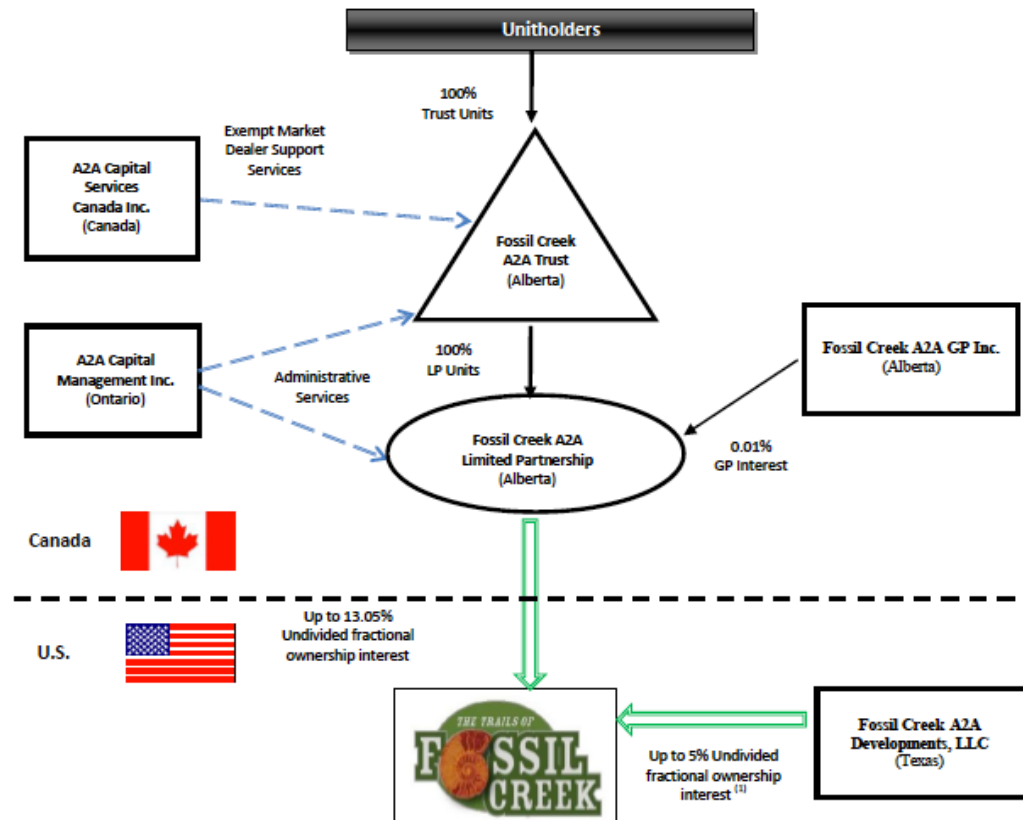 Unitholders
100%
Trust Units
Exempt Market
Dealer Support
Services
A2A Capital
Services
Canada Inc.
(Canada)
Fossil Creek
A2A Trust
(Alberta)
A2A Capital
Management Inc.
(Ontario)
Administrative
Services
100%
LP Units
Fossil Creek A2A GP Inc.
(Alberta)
Fossil Creek A2A
Limited Partnership
(Alberta)
0.01%
GP Interest
Canada
U.S.
Up to 13.05%
Undivided fractional
ownership interest
THE TRAILS OF
FOSSIL
CREEK
Up to 5% Undivided
fractional ownership
interest (1)
Fossil Creek A2A
Developments, LLC
(Texas)